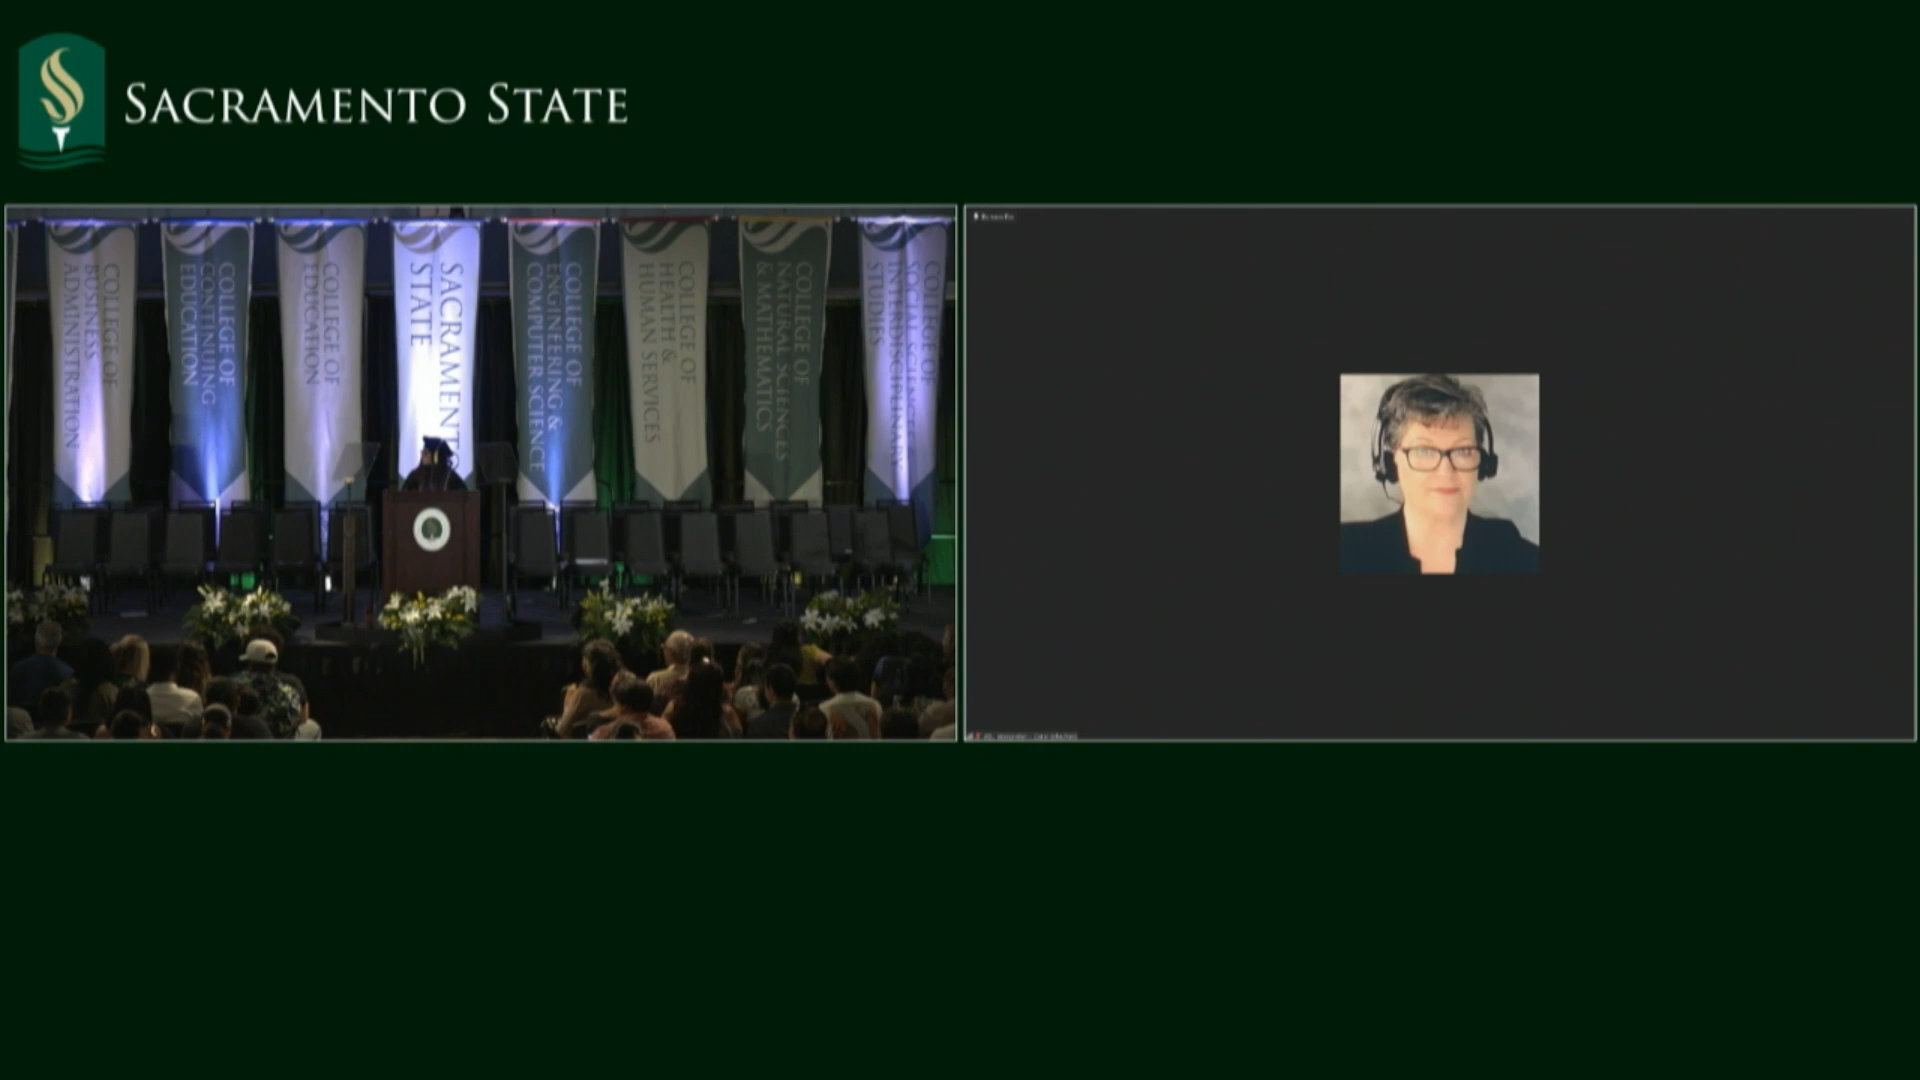 SACRAMENTO STATE
COLLEGE OF
BUSINESS
ADMINISTRATION
COLLEGE OF
CONTINUING
EDUCATION
COLLEGE OF
EDUCATION
SACRAMENTO
STATE
COLLEGE OF
ENGINEERING &
COMPUTER SCIENCE
COLLEGE OF
HEALTH &
HUMAN SERVICES
COLLEGE OF
NATURAL SCIENCES
& MATHEMATICS
COLLEGE OF
SOCIAL SCIENCES
INTERDISCIPLINARY
STUDIES